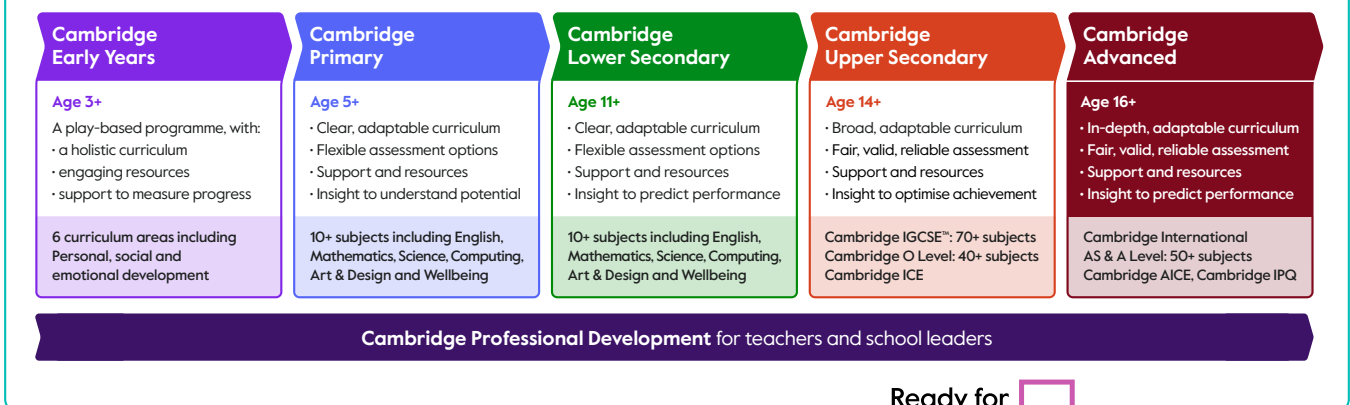 Cambridge
Early Years
Age 3+
A play-based programme, with:
· a holistic curriculum
· engaging resources
· support to measure progress
6 curriculum areas including
Personal, social and
emotional development
Cambridge
Primary
Age 5+
· Clear, adaptable curriculum
· Flexible assessment options
· Support and resources
· Insight to understand potential
10+ subjects including English,
Mathematics, Science, Computing,
Art & Design and Wellbeing
Cambridge
Lower Secondary
Age 11+
· Clear, adaptable curriculum
· Flexible assessment options
· Support and resources
· Insight to predict performance
10+ subjects including English,
Mathematics, Science, Computing,
Art & Design and Wellbeing
Cambridge
Upper Secondary
Age 14+
· Broad, adaptable curriculum
· Fair, valid, reliable assessment
· Support and resources
· Insight to optimise achievement
Cambridge IGCSE™: 70+ subjects
Cambridge O Level: 40+ subjects
Cambridge ICE
Cambridge
Advanced
Age 16+
· In-depth, adaptable curriculum
· Fair, valid, reliable assessment
· Support and resources
· Insight to predict performance
Cambridge International
AS & A Level: 50+ subjects
Cambridge AICE, Cambridge IPQ
Cambridge Professional Development for teachers and school leaders
Ready for